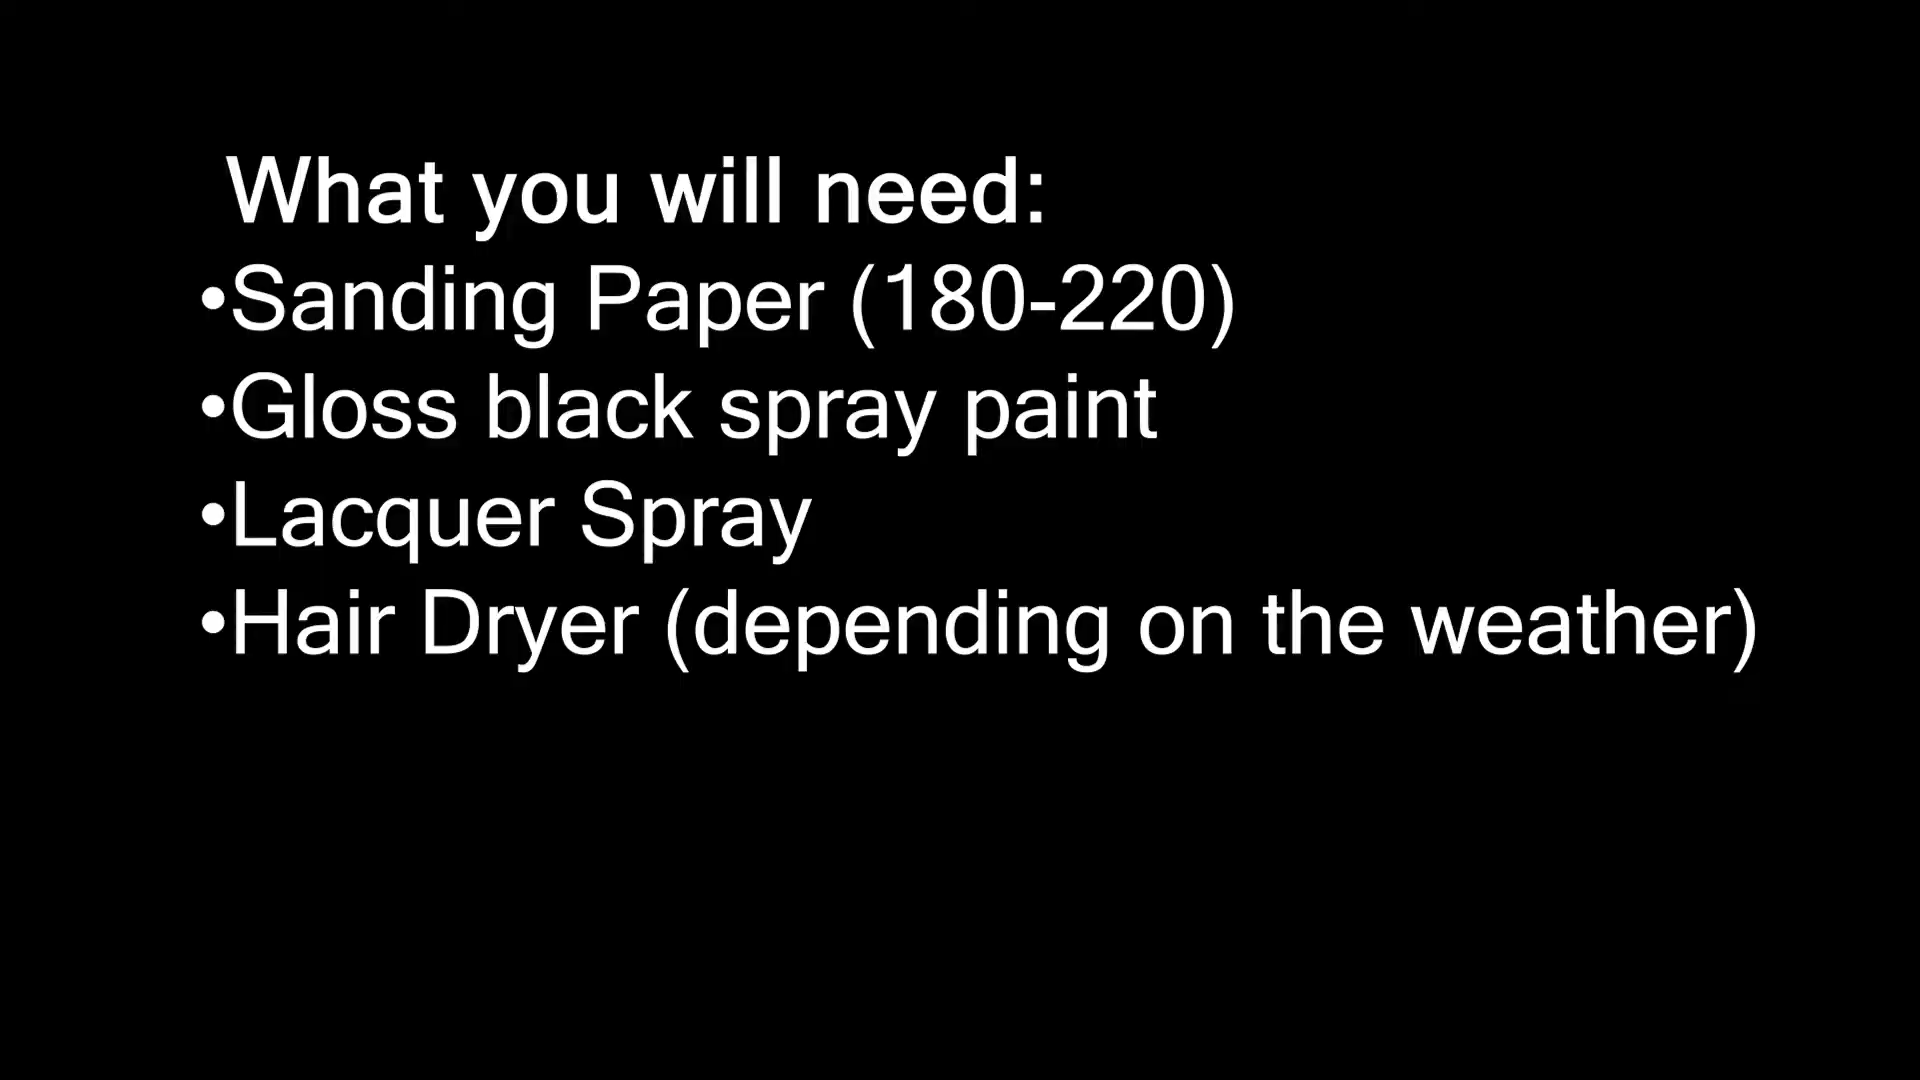 What you will need:
•Sanding Paper (180-220)
•Gloss black spray paint
•Lacquer Spray
•Hair Dryer (depending on the weather)